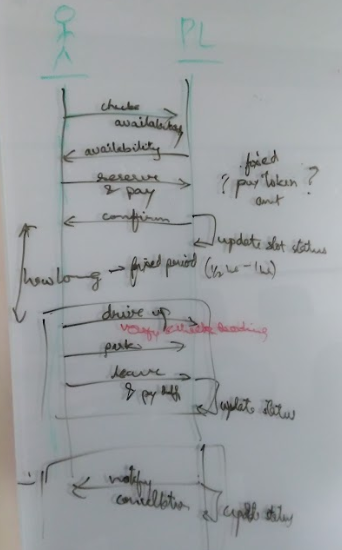 PL
check
availability
availability
reserve
& pay
fixed
? pay token ?
amt
confirm
update slot status
how long → fixed period (1/2 hr - 1 hr)
drive up
park
leave
& pay diff
update status
notify
cancellation
update status